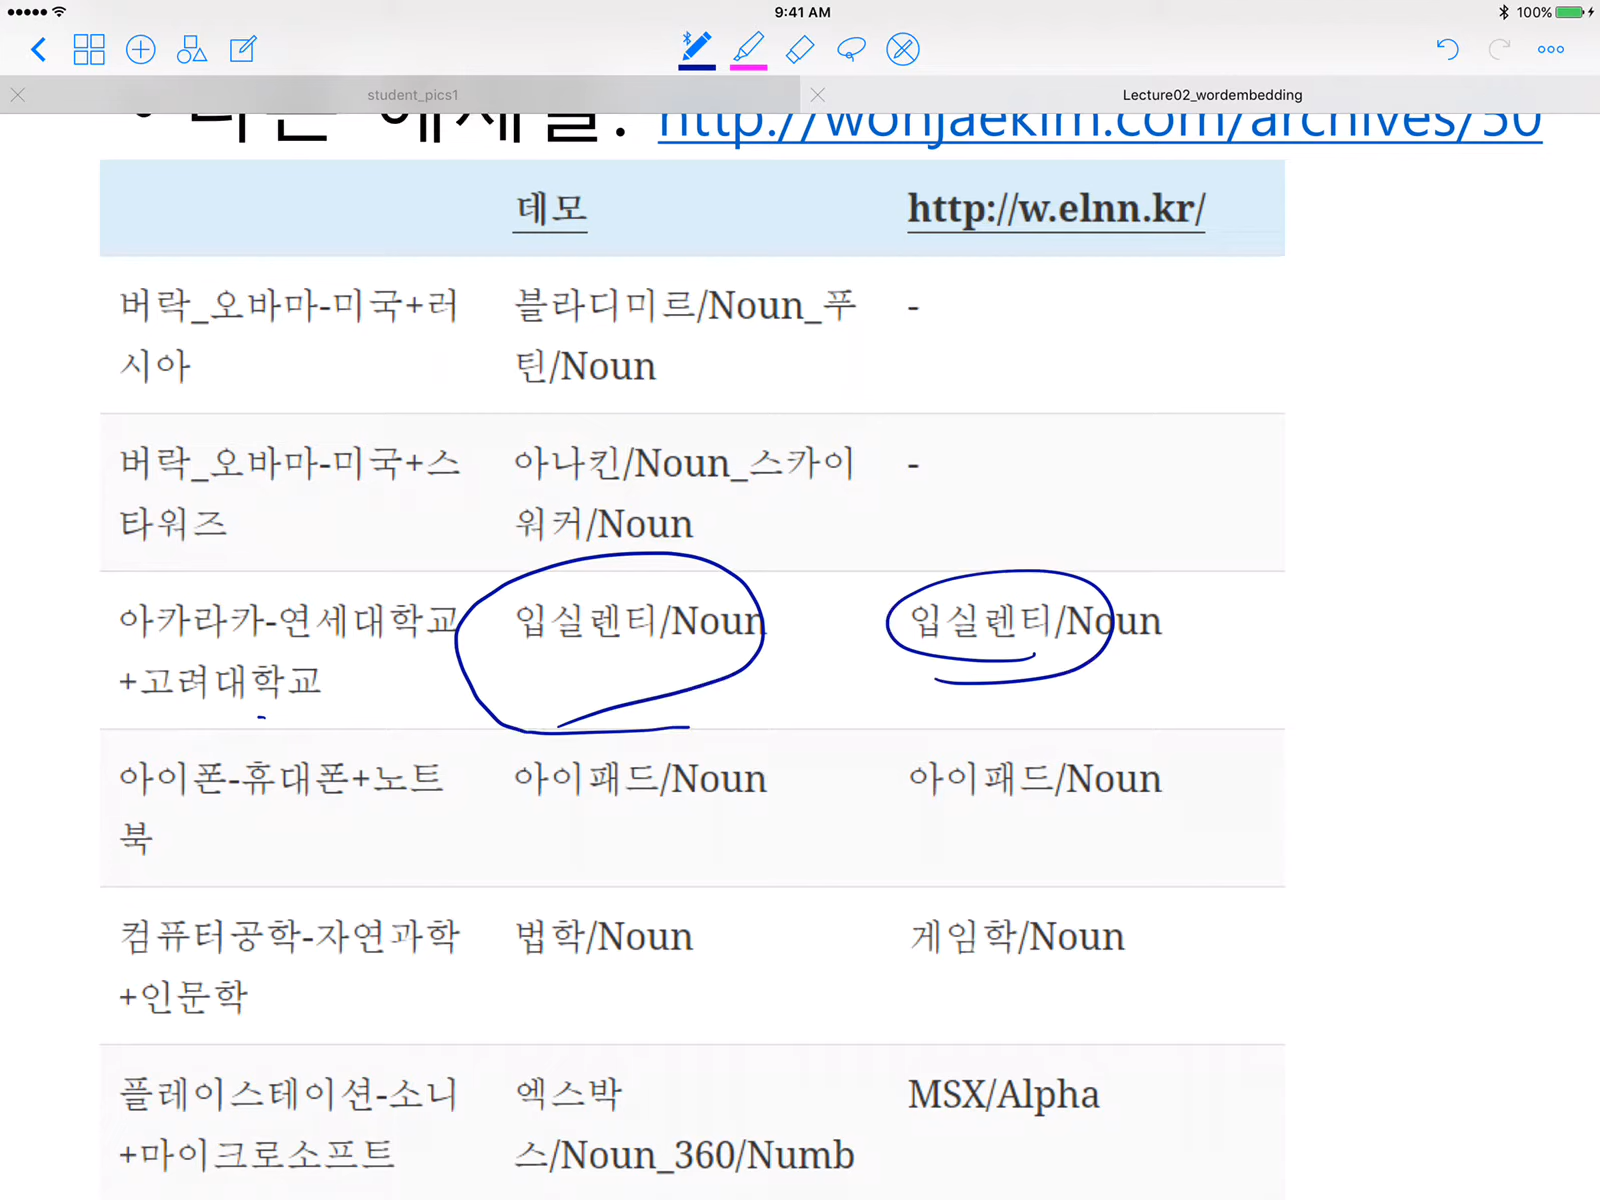 9:41 AM
100%
student_pics1
Lecture02_wordembedding
http://wonjaekim.com/archives/50
데모 http://w.elnn.kr/
버락_오바마-미국+러 블라디미르/Noun_푸 -
시아 틴/Noun
버락_오바마-미국+스 아나킨/Noun_스카이 -
타워즈 워커/Noun
아카라카-연세대학교 입실렌티/Noun 입실렌티/Noun
+고려대학교
아이폰-휴대폰+노트 아이패드/Noun 아이패드/Noun
북
컴퓨터공학-자연과학 법학/Noun 게임학/Noun
+인문학
플레이스테이션-소니 엑스박 MSX/Alpha
+마이크로소프트 스/Noun_360/Numb